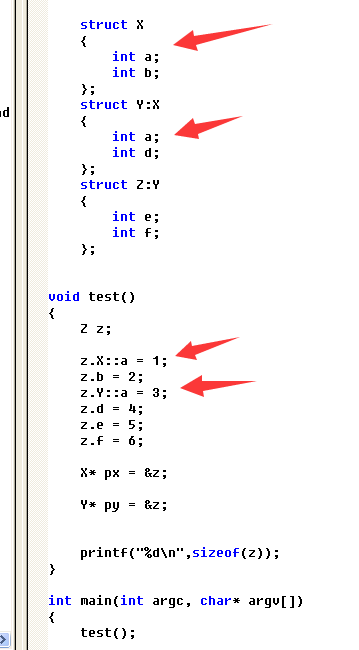 struct X
{
int a;
int b;
};
struct Y:X
{
int a;
int d;
};
struct Z:Y
{
int e;
int f;
};
void test()
{
Z z;
z.X::a = 1;
z.b = 2;
z.Y::a = 3;
z.d = 4;
z.e = 5;
z.f = 6;
X* px = &z;
Y* py = &z;
printf("%d\n",sizeof(z));
}
int main(int argc, char* argv[])
{
test();